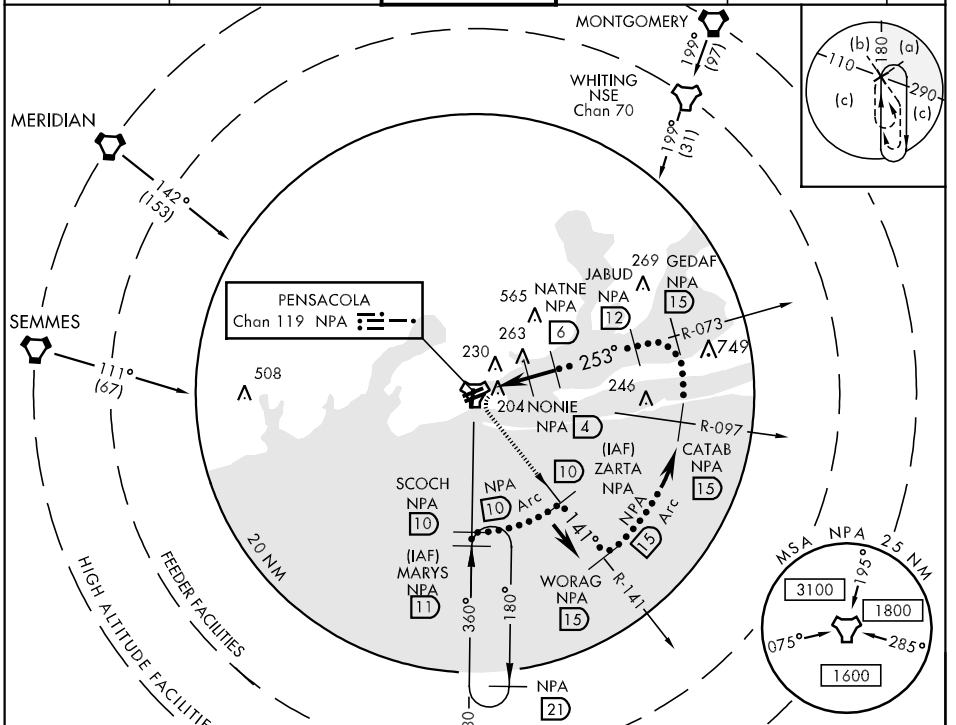 MONTGOMERY
199°
(97)
WHITING
NSE
Chan 70
199°
(31)
(b)
180
(a)
110
290
(c)
(c)
MERIDIAN
142°
(153)
SEMMES
111°
(67)
PENSACOLA
Chan 119 NPA
508
565
NATNE
NPA
6
JABUD
NPA
12
269
GEDAF
NPA
15
R-073
749
263
230
253°
246
204
NONIE
NPA
4
R-097
CATAB
NPA
15
(IAF)
ZARTA
NPA
10
SCOCH
NPA
10
NPA
10
Arc
141°
NPA
15
Arc
(IAF)
MARYS
NPA
11
WORAG
NPA
15
R-141
360°
180°
NPA
21
20 NM
FEEDER FACILITIES
HIGH ALTITUDE FACILITIE
MSA NPA 25 NM
195°
3100
1800
075°
285°
1600